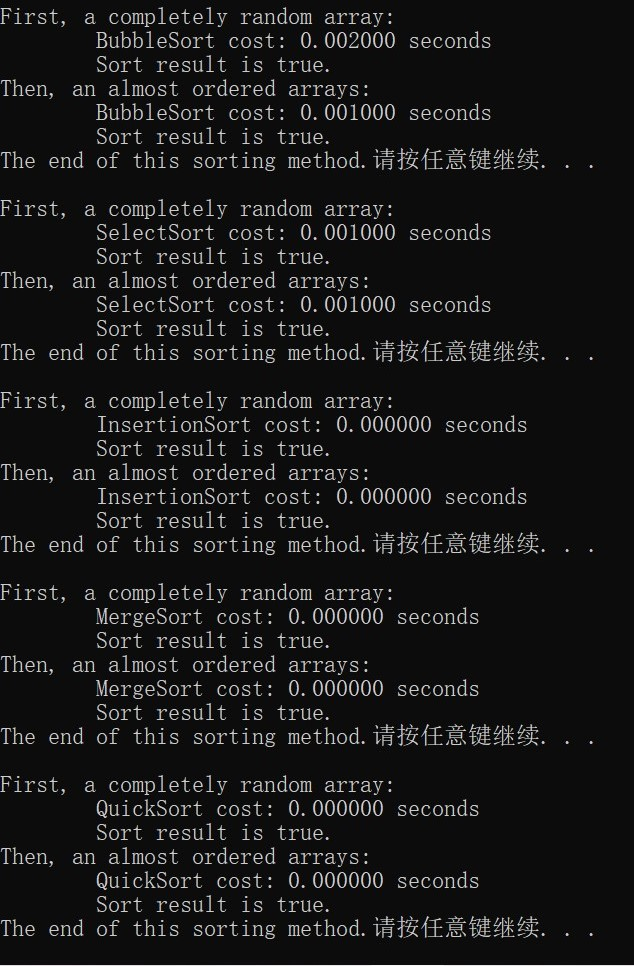 First, a completely random array:
BubbleSort cost: 0.002000 seconds
Sort result is true.
Then, an almost ordered arrays:
BubbleSort cost: 0.001000 seconds
Sort result is true.
The end of this sorting method.请按任意键继续. . .
First, a completely random array:
SelectSort cost: 0.001000 seconds
Sort result is true.
Then, an almost ordered arrays:
SelectSort cost: 0.001000 seconds
Sort result is true.
The end of this sorting method.请按任意键继续. . .
First, a completely random array:
InsertionSort cost: 0.000000 seconds
Sort result is true.
Then, an almost ordered arrays:
InsertionSort cost: 0.000000 seconds
Sort result is true.
The end of this sorting method.请按任意键继续. . .
First, a completely random array:
MergeSort cost: 0.000000 seconds
Sort result is true.
Then, an almost ordered arrays:
MergeSort cost: 0.000000 seconds
Sort result is true.
The end of this sorting method.请按任意键继续. . .
First, a completely random array:
QuickSort cost: 0.000000 seconds
Sort result is true.
Then, an almost ordered arrays:
QuickSort cost: 0.000000 seconds
Sort result is true.
The end of this sorting method.请按任意键继续. . .